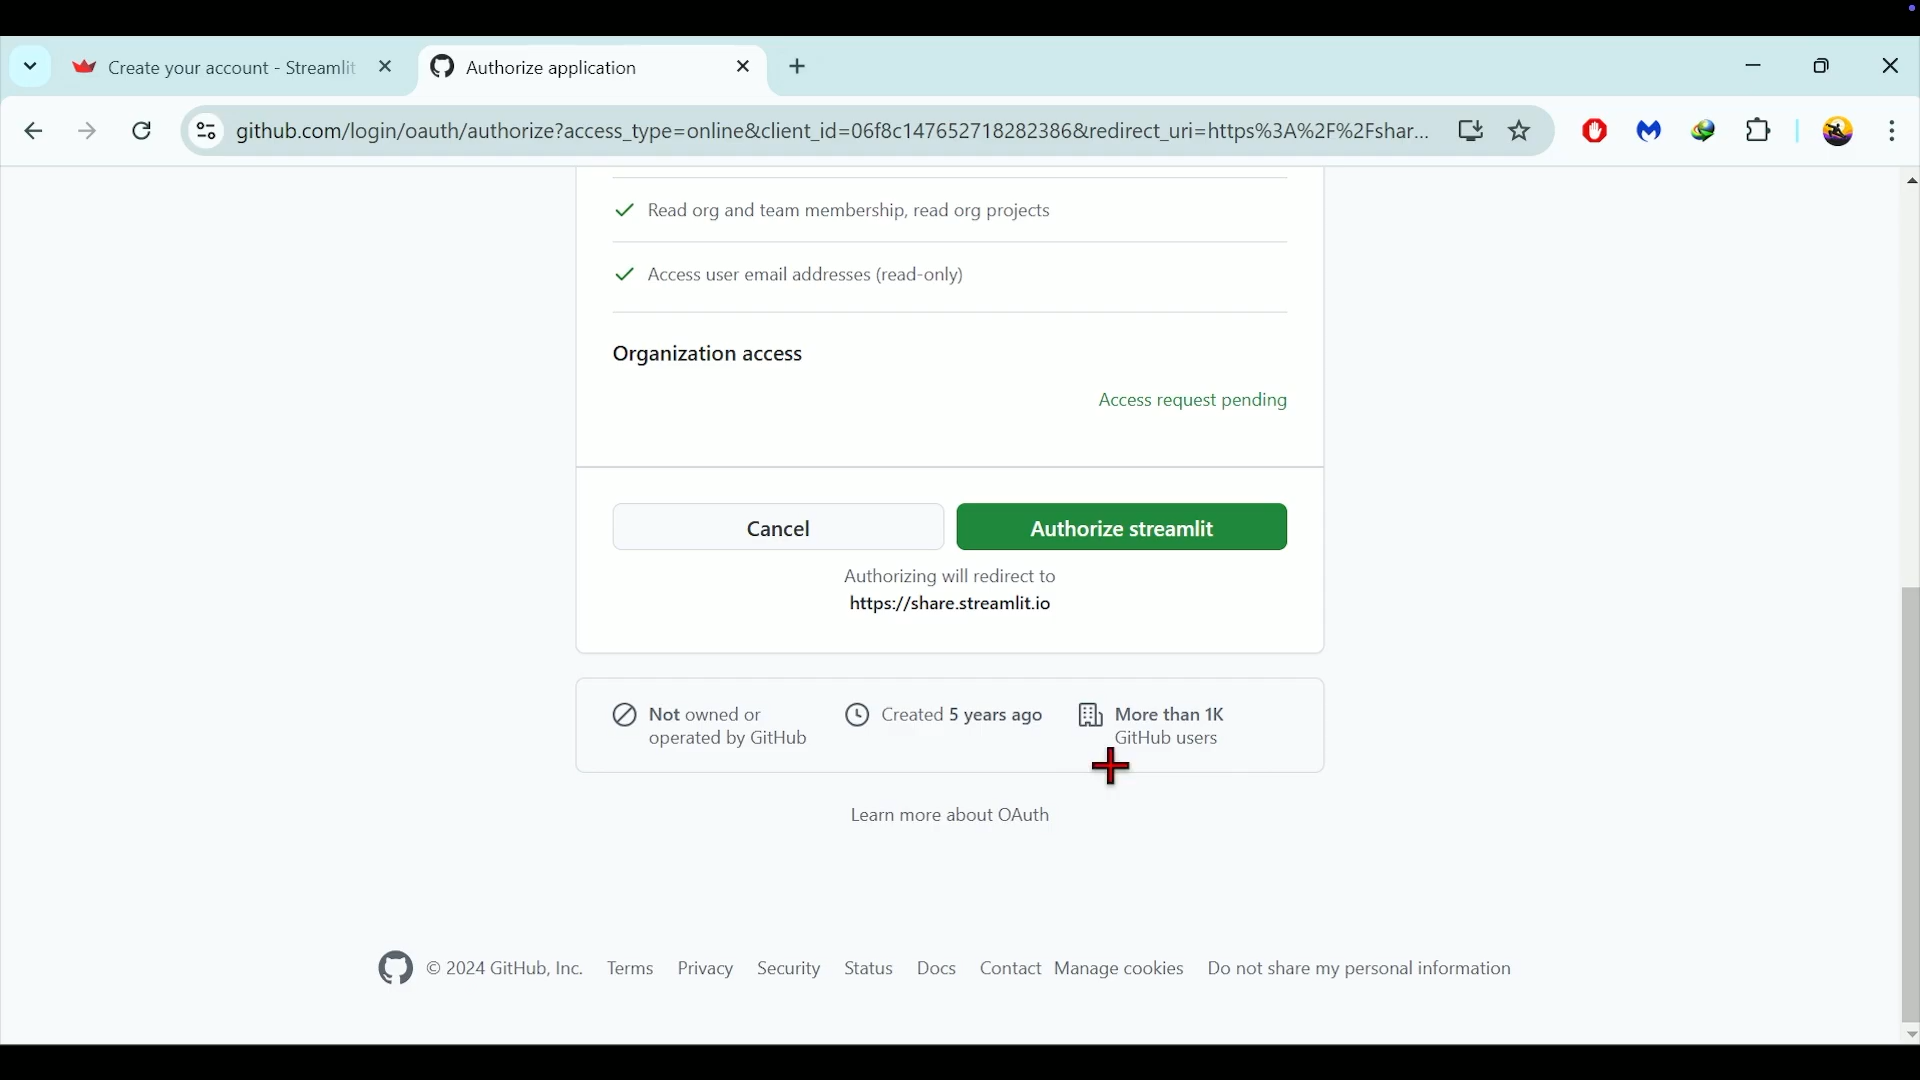 Create your account - Streamlit
Authorize application
github.com/login/oauth/authorize?access_type=online&client_id=06f8c147652718282386&redirect_uri=https%3A%2F%2Fshar...
Read org and team membership, read org projects
Access user email addresses (read-only)
Organization access
Access request pending
Cancel
Authorize streamlit
Authorizing will redirect to
https://share.streamlit.io
Not owned or
operated by GitHub
Created 5 years ago
More than 1K
GitHub users
Learn more about OAuth
© 2024 GitHub, Inc. Terms Privacy Security Status Docs Contact Manage cookies Do not share my personal information